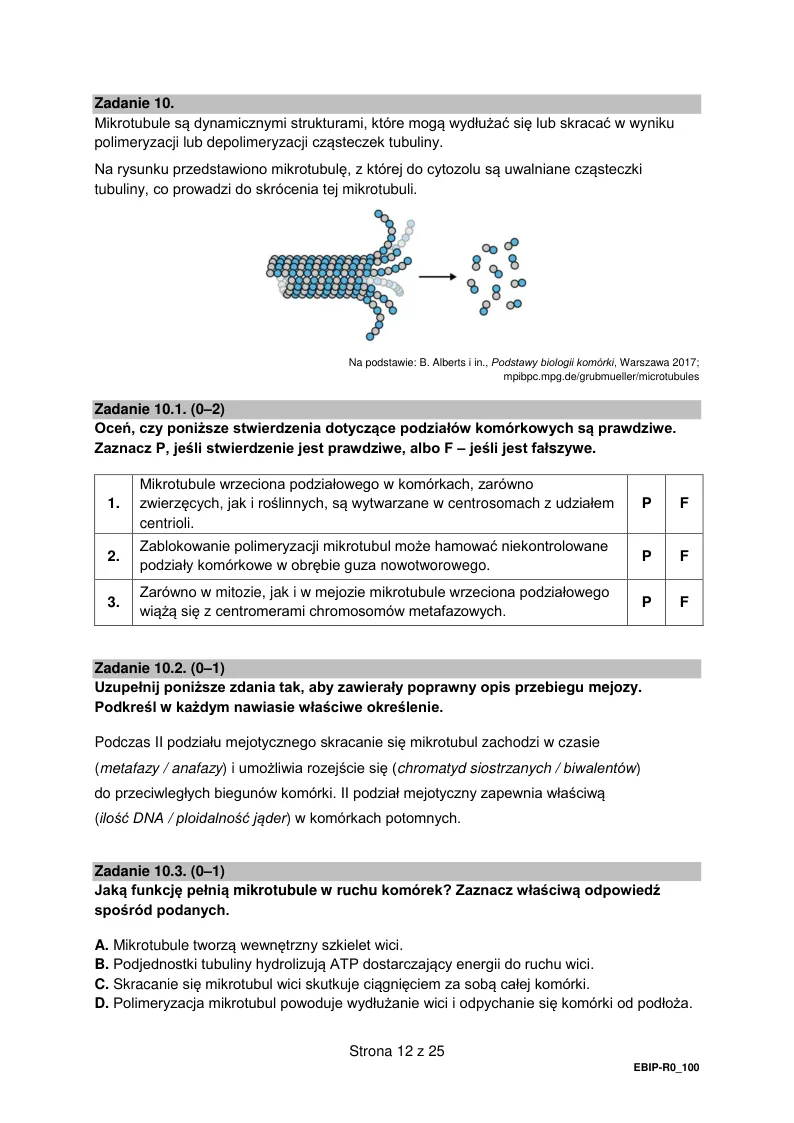 Zadanie 10.
Mikrotubule są dynamicznymi strukturami, które mogą wydłużać się lub skracać w wyniku
polimeryzacji lub depolimeryzacji cząsteczek tubuliny.
Na rysunku przedstawiono mikrotubulę, z której do cytozolu są uwalniane cząsteczki
tubuliny, co prowadzi do skrócenia tej mikrotubuli.
Na podstawie: B. Alberts i in., Podstawy biologii komórki, Warszawa 2017;
mpibpc.mpg.de/grubmueller/microtubules
Zadanie 10.1. (0–2)
Oceń, czy poniższe stwierdzenia dotyczące podziałów komórkowych są prawdziwe.
Zaznacz P, jeśli stwierdzenie jest prawdziwe, albo F – jeśli jest fałszywe.
1. Mikrotubule wrzeciona podziałowego w komórkach, zarówno
zwierzęcych, jak i roślinnych, są wytwarzane w centrosomach z udziałem
centrioli. P F
2. Zablokowanie polimeryzacji mikrotubul może hamować niekontrolowane
podziały komórkowe w obrębie guza nowotworowego. P F
3. Zarówno w mitozie, jak i w mejozie mikrotubule wrzeciona podziałowego
wiążą się z centromerami chromosomów metafazowych. P F
Zadanie 10.2. (0–1)
Uzupełnij poniższe zdania tak, aby zawierały poprawny opis przebiegu mejozy.
Podkreśl w każdym nawiasie właściwe określenie.
Podczas II podziału mejotycznego skracanie się mikrotubul zachodzi w czasie
(metafazy / anafazy) i umożliwia rozejście się (chromatyd siostrzanych / biwalentów)
do przeciwległych biegunów komórki. II podział mejotyczny zapewnia właściwą
(ilość DNA / ploidalność jąder) w komórkach potomnych.
Zadanie 10.3. (0–1)
Jaką funkcję pełnią mikrotubule w ruchu komórek? Zaznacz właściwą odpowiedź
spośród podanych.
A. Mikrotubule tworzą wewnętrzny szkielet wici.
B. Podjednostki tubuliny hydrolizują ATP dostarczający energii do ruchu wici.
C. Skracanie się mikrotubul wici skutkuje ciągnięciem za sobą całej komórki.
D. Polimeryzacja mikrotubul powoduje wydłużanie wici i odpychanie się komórki od podłoża.
Strona 12 z 25
EBIP-R0_100